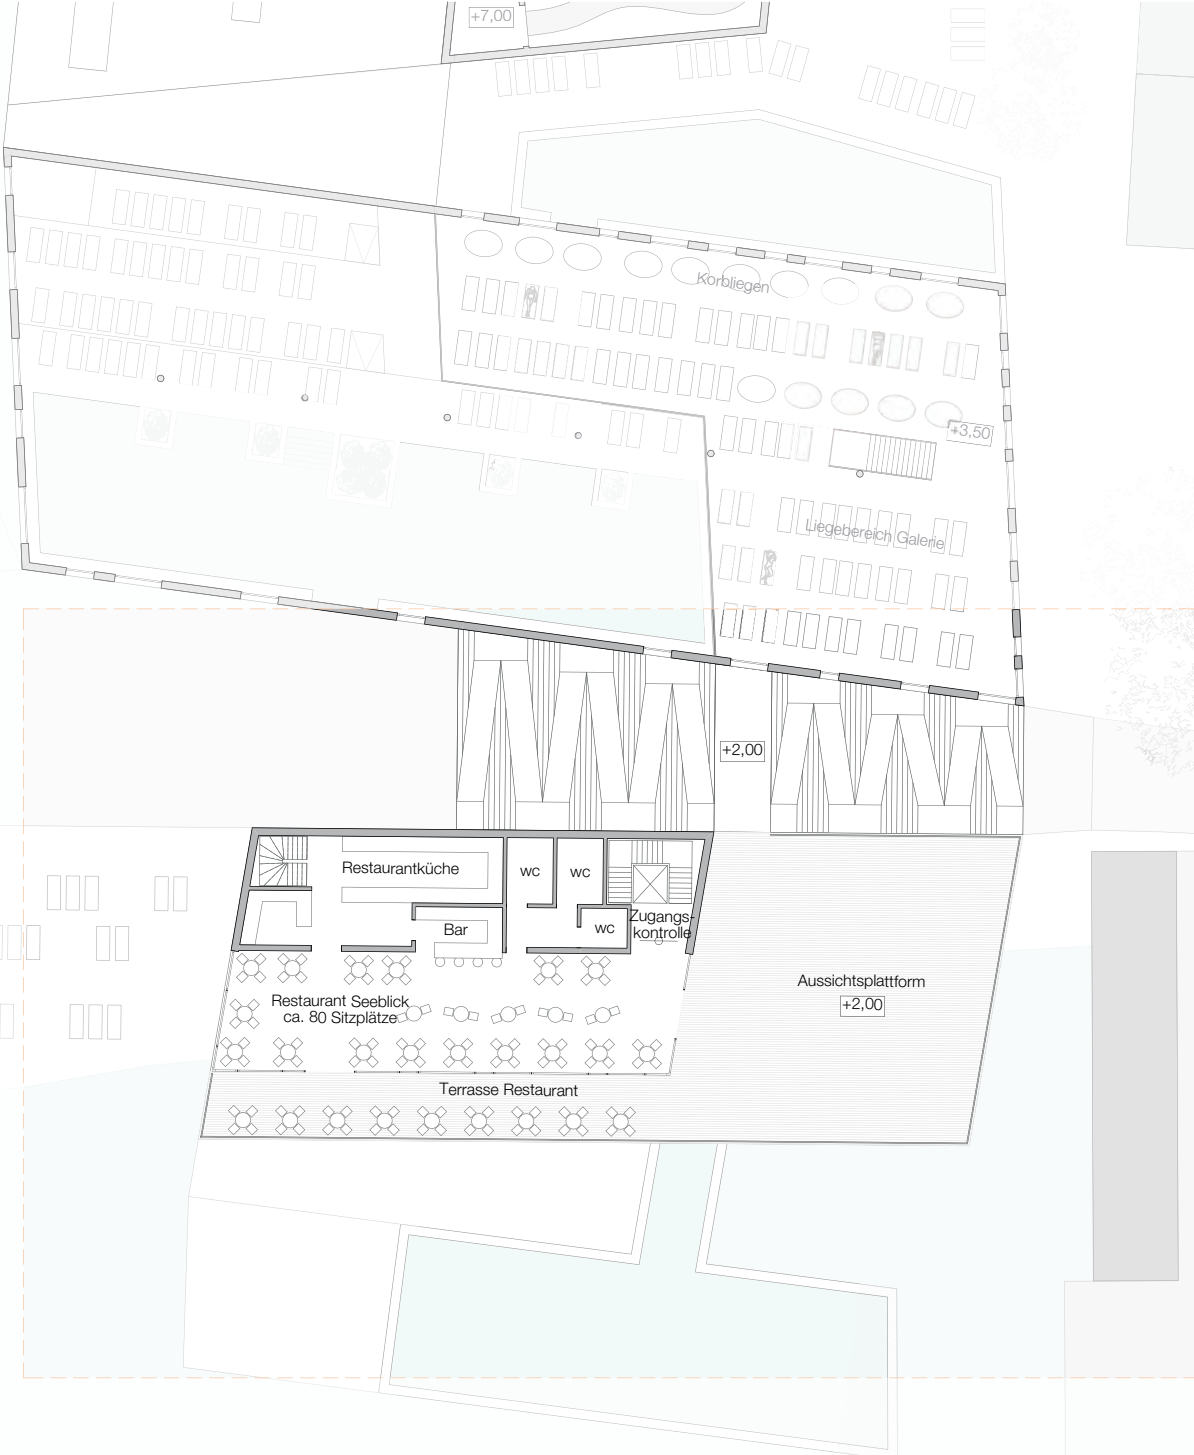 +7,00
Korbliegen
+3,50
Liegebereich Galerie
+2,00
Restaurantküche
WC
WC
Zugangs-
kontrolle
WC
Bar
Aussichtsplattform
+2,00
Restaurant Seeblick
ca. 80 Sitzplätze
Terrasse Restaurant